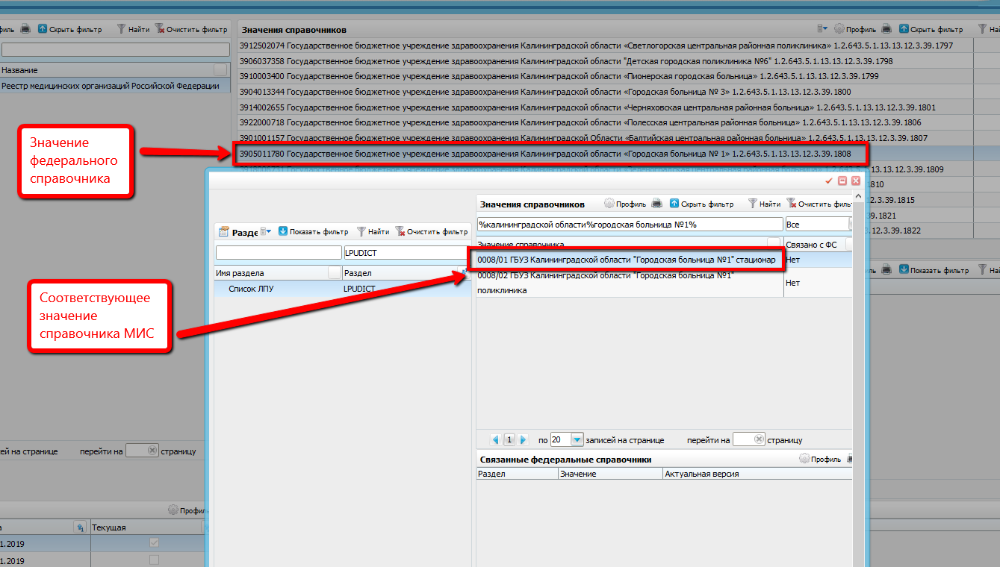 филь Скрыть фильтр Найти Очистить фильтр
Название
Реестр медицинских организаций Российской Федерации
Значения справочников Профиль Скрыть фильтр
3912502074 Государственное бюджетное учреждение здравоохранения Калининградской области «Светлогорская центральная районная поликлиника» 1.2.643.5.1.13.13.12.3.39.1797
3906037358 Государственное бюджетное учреждение здравоохранения Калининградской области "Детская городская поликлиника №6" 1.2.643.5.1.13.13.12.3.39.1798
3910003400 Государственное бюджетное учреждение здравоохранения Калининградской области «Пионерская городская больница» 1.2.643.5.1.13.13.12.3.39.1799
3904013344 Государственное бюджетное учреждение здравоохранения Калининградской области «Городская больница № 3» 1.2.643.5.1.13.13.12.3.39.1800
3914002655 Государственное бюджетное учреждение здравоохранения Калининградской области «Черняховская центральная районная больница» 1.2.643.5.1.13.13.12.3.39.1801
3922000718 Государственное бюджетное учреждение здравоохранения Калининградской области «Полесская центральная районная больница» 1.2.643.5.1.13.13.12.3.39.1806
3901001157 Государственное бюджетное учреждение здравоохранения Калининградской Области «Балтийская центральная районная больница» 1.2.643.5.1.13.13.12.3.39.1807
3905011780 Государственное бюджетное учреждение здравоохранения Калининградской области «Городская больница № 1» 1.2.643.5.1.13.13.12.3.39.1808
.13.13.12.3.39.1809
1810
3.39.1815
39.1821
.12.3.39.1822
Показать фильтр
Значение
федерального
справочника
Соответствующее
значение
справочника МИС
Разде Показать фильтр Найти Очистить фильтр
LPUDICT
Имя раздела Раздел
Список ЛПУ LPUDICT
Значения справочников Профиль Скрыть фильтр Найти Очистить филь
%калининградской области%городская больница №1% Все
Значение справочника Связано с ФС
0008/01 ГБУЗ Калининградской области "Городская больница №1" стационар Нет
0008/02 ГБУЗ Калининградской области "Городская больница №1"
поликлиника Нет
1 по 20 записей на странице перейти на страницу
Связанные федеральные справочники Профиль
Раздел Значение Актуальная версия
сей на странице перейти на страницу
Профиль
а Текущая
1.2019
1.2019